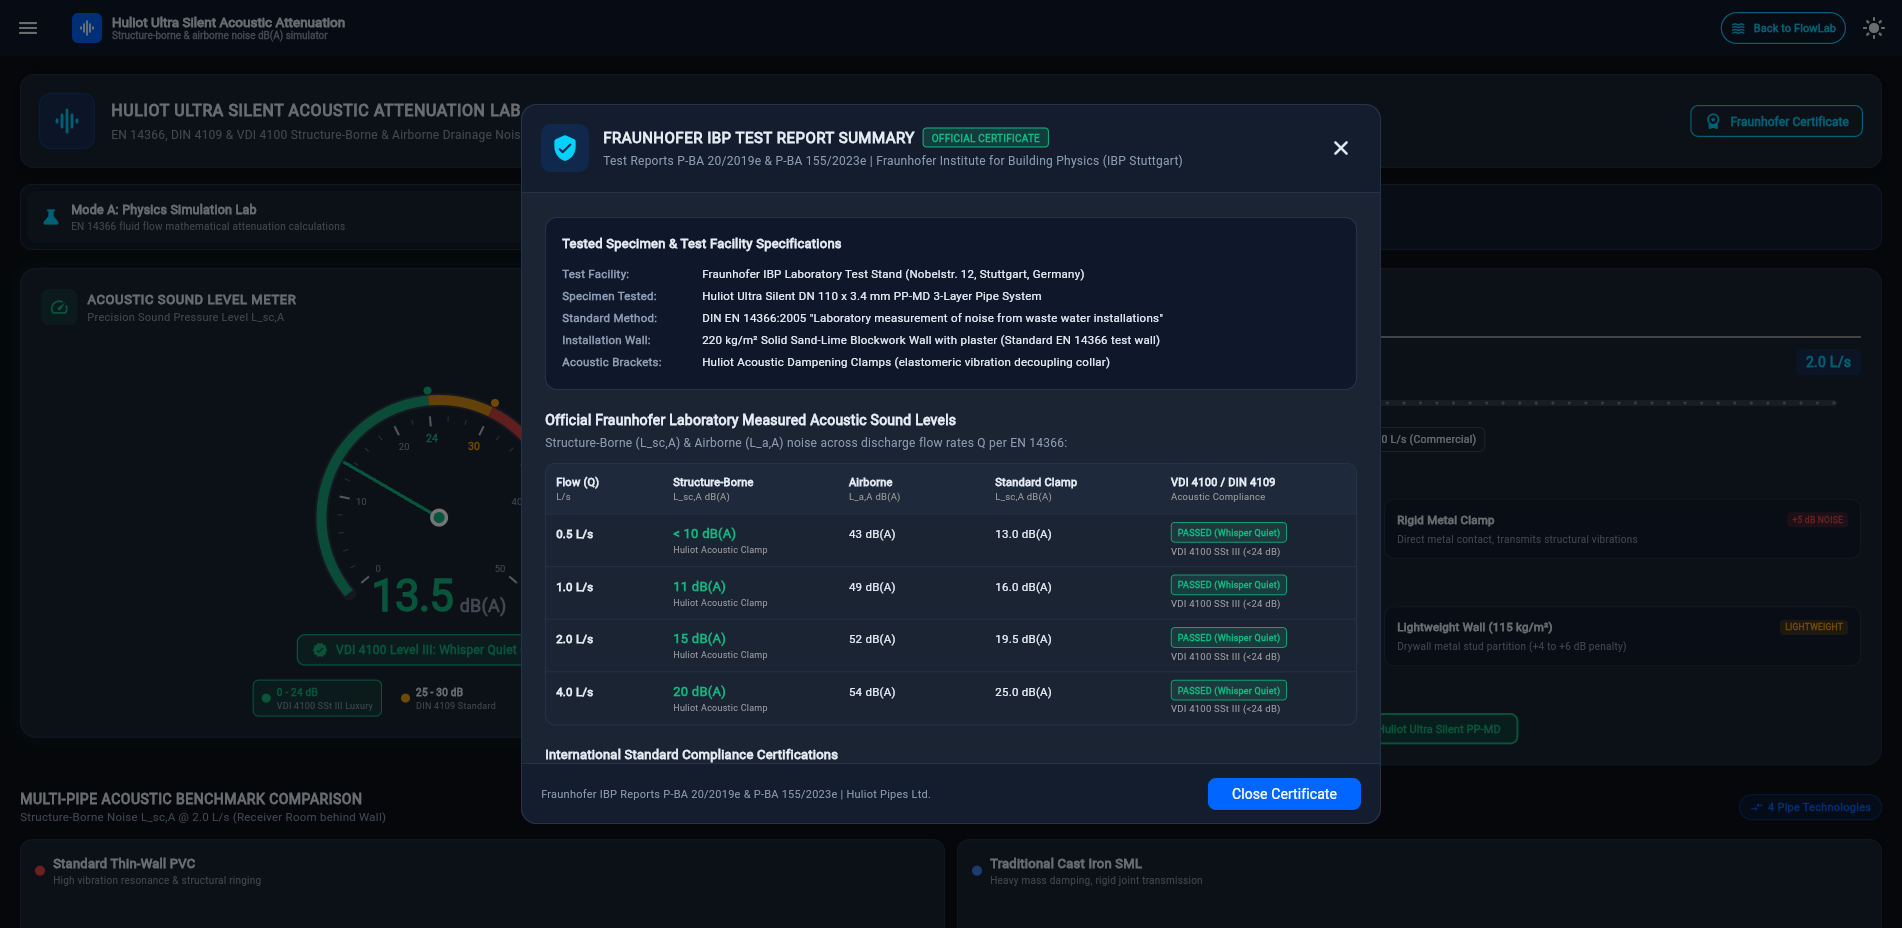 Huliot Ultra Silent Acoustic Attenuation
Structure-borne & airborne noise dB(A) simulator
Back to FlowLab
HULIOT ULTRA SILENT ACOUSTIC ATTENUATION LAB
EN 14366, DIN 4109 & VDI 4100 Structure-Borne & Airborne Drainage Nois
Fraunhofer Certificate
Mode A: Physics Simulation Lab
EN 14366 fluid flow mathematical attenuation calculations
ACOUSTIC SOUND LEVEL METER
Precision Sound Pressure Level L_sc,A
0
10
20
24
30
40
50
13.5 dB(A)
VDI 4100 Level III: Whisper Quiet
0 - 24 dB
VDI 4100 SSt III Luxury
25 - 30 dB
DIN 4109 Standard
FRAUNHOFER IBP TEST REPORT SUMMARY
OFFICIAL CERTIFICATE
Test Reports P-BA 20/2019e & P-BA 155/2023e | Fraunhofer Institute for Building Physics (IBP Stuttgart)
Tested Specimen & Test Facility Specifications
Test Facility: Fraunhofer IBP Laboratory Test Stand (Nobelstr. 12, Stuttgart, Germany)
Specimen Tested: Huliot Ultra Silent DN 110 x 3.4 mm PP-MD 3-Layer Pipe System
Standard Method: DIN EN 14366:2005 "Laboratory measurement of noise from waste water installations"
Installation Wall: 220 kg/m² Solid Sand-Lime Blockwork Wall with plaster (Standard EN 14366 test wall)
Acoustic Brackets: Huliot Acoustic Dampening Clamps (elastomeric vibration decoupling collar)
Official Fraunhofer Laboratory Measured Acoustic Sound Levels
Structure-Borne (L_sc,A) & Airborne (L_a,A) noise across discharge flow rates Q per EN 14366:
Flow (Q) Structure-Borne Airborne Standard Clamp VDI 4100 / DIN 4109
L/s L_sc,A dB(A) L_a,A dB(A) L_sc,A dB(A) Acoustic Compliance
0.5 L/s < 10 dB(A) 43 dB(A) 13.0 dB(A) PASSED (Whisper Quiet)
Huliot Acoustic Clamp VDI 4100 SSt III (<24 dB)
1.0 L/s 11 dB(A) 49 dB(A) 16.0 dB(A) PASSED (Whisper Quiet)
Huliot Acoustic Clamp VDI 4100 SSt III (<24 dB)
2.0 L/s 15 dB(A) 52 dB(A) 19.5 dB(A) PASSED (Whisper Quiet)
Huliot Acoustic Clamp VDI 4100 SSt III (<24 dB)
4.0 L/s 20 dB(A) 54 dB(A) 25.0 dB(A) PASSED (Whisper Quiet)
Huliot Acoustic Clamp VDI 4100 SSt III (<24 dB)
International Standard Compliance Certifications
Fraunhofer IBP Reports P-BA 20/2019e & P-BA 155/2023e | Huliot Pipes Ltd.
Close Certificate
2.0 L/s
0 L/s (Commercial)
Rigid Metal Clamp
+5 dB NOISE
Direct metal contact, transmits structural vibrations
Lightweight Wall (115 kg/m²)
LIGHTWEIGHT
Drywall metal stud partition (+4 to +6 dB penalty)
Huliot Ultra Silent PP-MD
MULTI-PIPE ACOUSTIC BENCHMARK COMPARISON
Structure-Borne Noise L_sc,A @ 2.0 L/s (Receiver Room behind Wall)
4 Pipe Technologies
Standard Thin-Wall PVC
High vibration resonance & structural ringing
Traditional Cast Iron SML
Heavy mass damping, rigid joint transmission